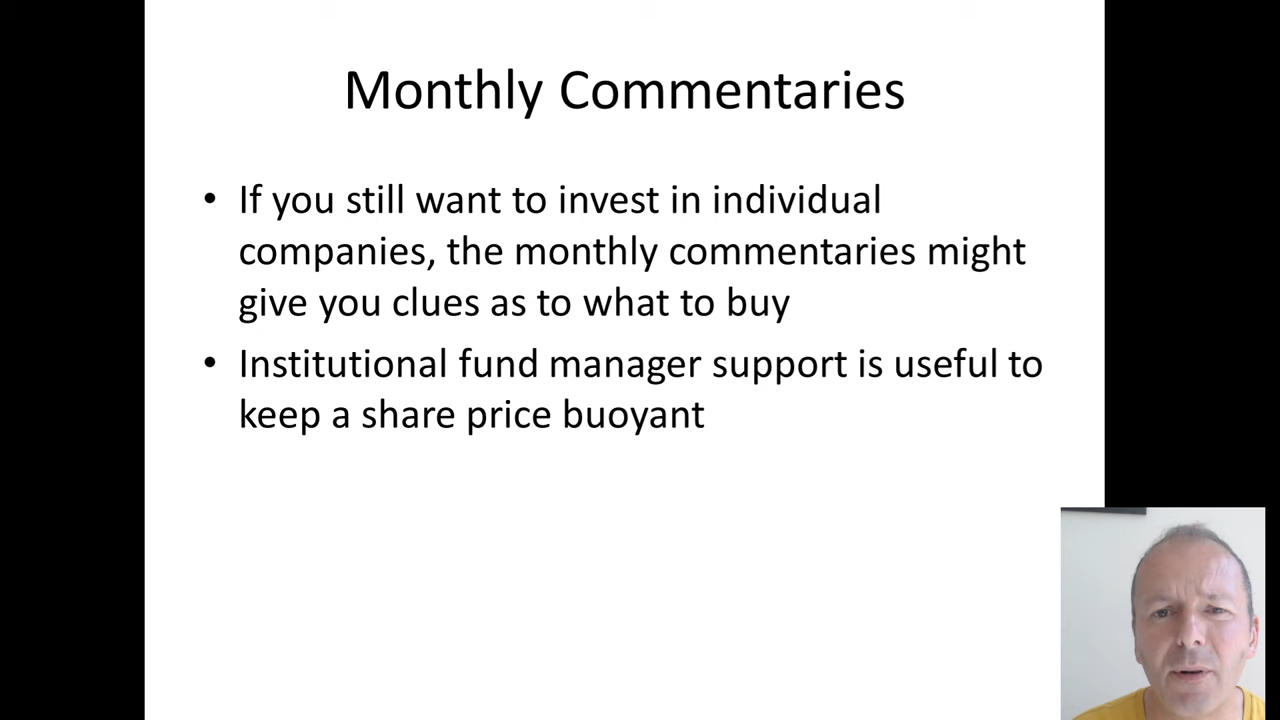 Monthly Commentaries
• If you still want to invest in individual
companies, the monthly commentaries might
give you clues as to what to buy
• Institutional fund manager support is useful to
keep a share price buoyant